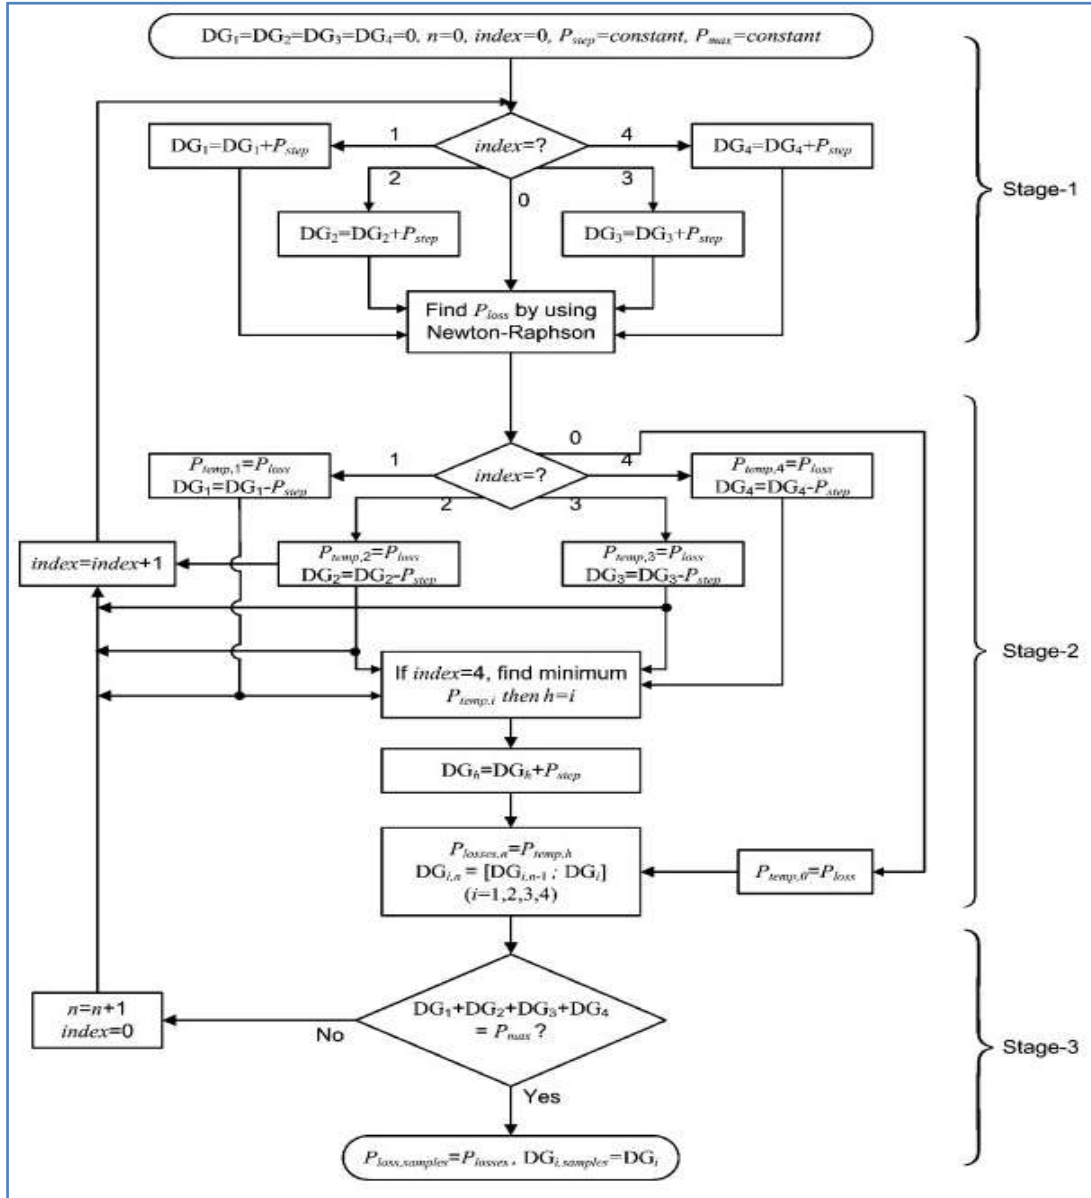 DG₁=DG₂=DG₃=DG₄=0, n=0, index=0, Pstep=constant, Pmax=constant
index=?
1
4
2
3
0
DG₁=DG₁+Pstep
DG₄=DG₄+Pstep
DG₂=DG₂+Pstep
DG₃=DG₃+Pstep
Find Ploss by using
Newton-Raphson
Stage-1
index=?
0
1
4
2
3
Ptemp,1=Ploss
DG₁=DG₁-Pstep
Ptemp,4=Ploss
DG₄=DG₄-Pstep
Ptemp,2=Ploss
DG₂=DG₂-Pstep
Ptemp,3=Ploss
DG₃=DG₃-Pstep
index=index+1
If index=4, find minimum
Ptemp,i then h=i
DGh=DGh+Pstep
Plosses,n=Ptemp,h
DGi,n = [DGi,n-1 ; DGi]
(i=1,2,3,4)
Ptemp,0=Ploss
Stage-2
DG₁+DG₂+DG₃+DG₄
= Pmax?
No
n=n+1
index=0
Yes
Stage-3
Ploss,samples=Plosses, DGi,samples=DGi